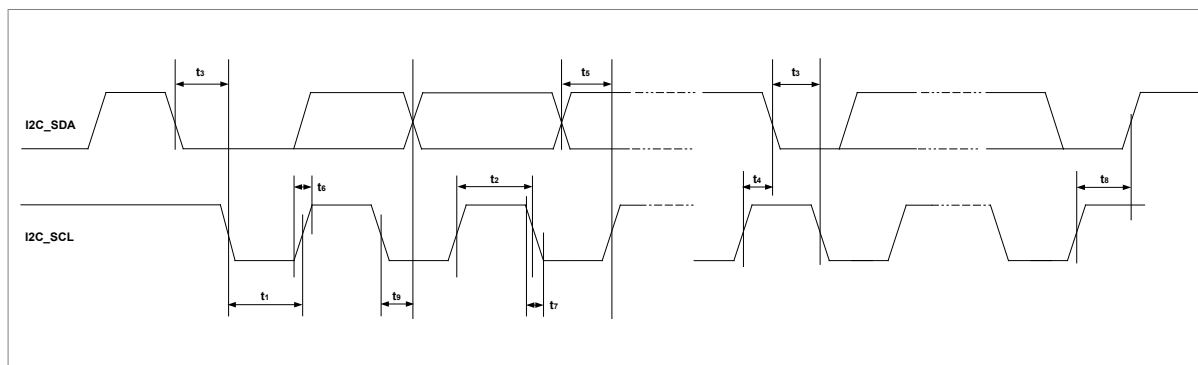 t3 t5 t3
I2C_SDA
t6 t2 t4 t8
I2C_SCL
t1 t9 t7